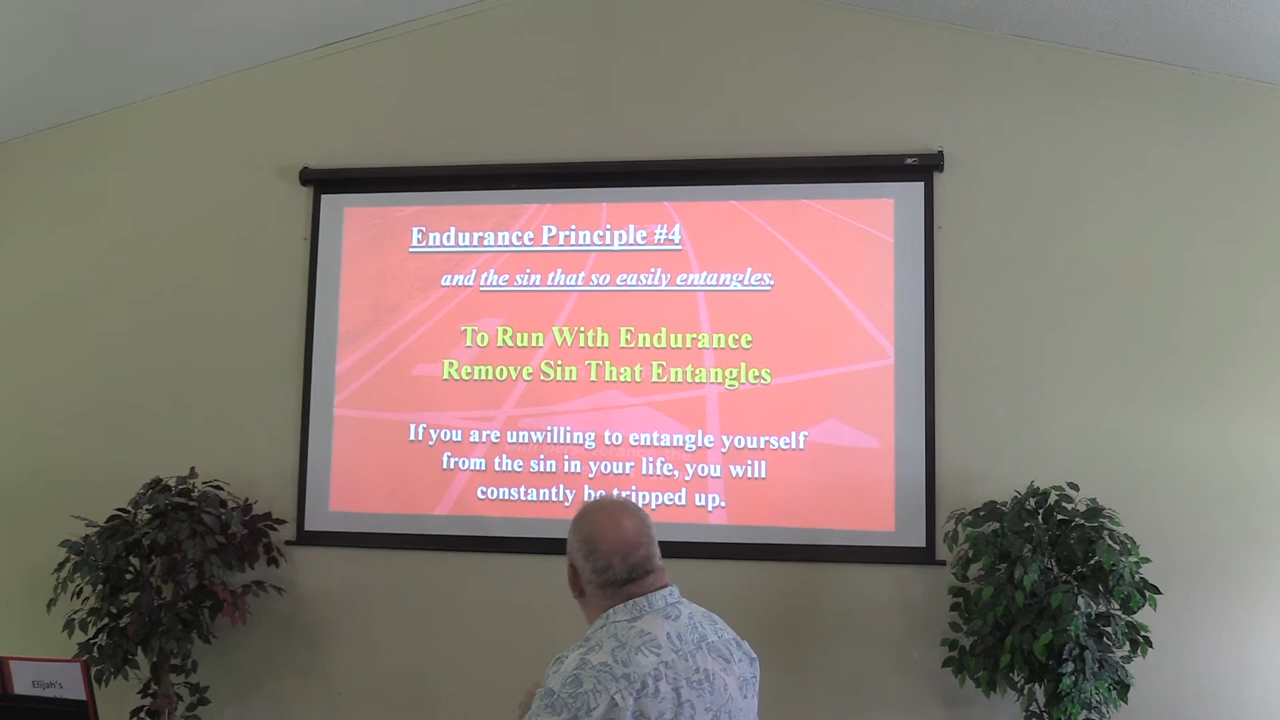 Endurance Principle #4
and the sin that so easily entangles.
To Run With Endurance
Remove Sin That Entangles
If you are unwilling to entangle yourself
from the sin in your life, you will
constantly be tripped up.
Elijah's